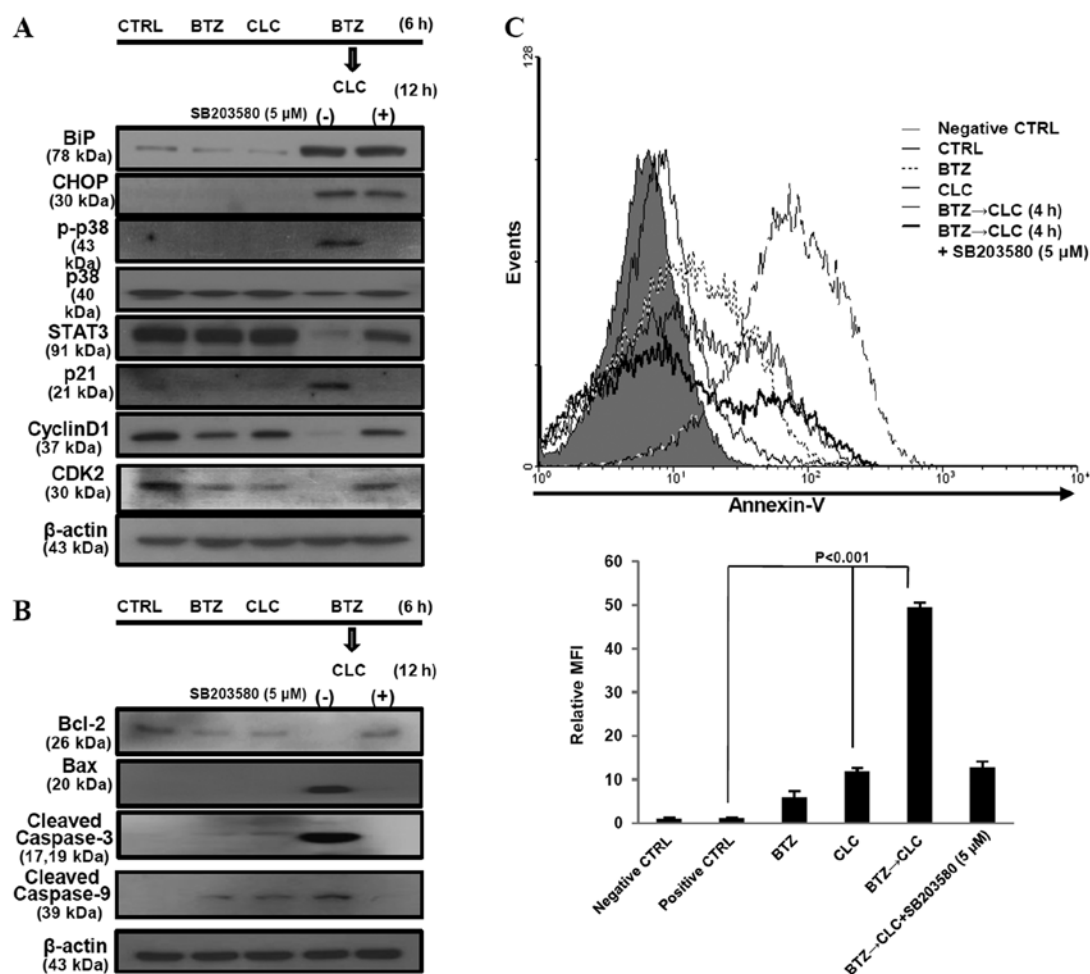 A
CTRL BTZ CLC BTZ (6 h)
CLC (12 h)
SB203580 (5 µM) (-) (+)
BiP
(78 kDa)
CHOP
(30 kDa)
p-p38
(43
kDa)
p38
(40
kDa)
STAT3
(91 kDa)
p21
(21 kDa)
CyclinD1
(37 kDa)
CDK2
(30 kDa)
β-actin
(43 kDa)
B
CTRL BTZ CLC BTZ (6 h)
CLC (12 h)
SB203580 (5 µM) (-) (+)
Bcl-2
(26 kDa)
Bax
(20 kDa)
Cleaved
Caspase-3
(17,19 kDa)
Cleaved
Caspase-9
(39 kDa)
β-actin
(43 kDa)
C
128
Events
0
10⁰ 10¹ 10² 10³ 10⁴
Annexin-V
Negative CTRL
CTRL
BTZ
CLC
BTZ→CLC (4 h)
BTZ→CLC (4 h)
+ SB203580 (5 µM)
P<0.001
Relative MFI
60
50
40
30
20
10
0
Negative CTRL
Positive CTRL
BTZ
CLC
BTZ→CLC
BTZ→CLC+SB203580 (5 µM)